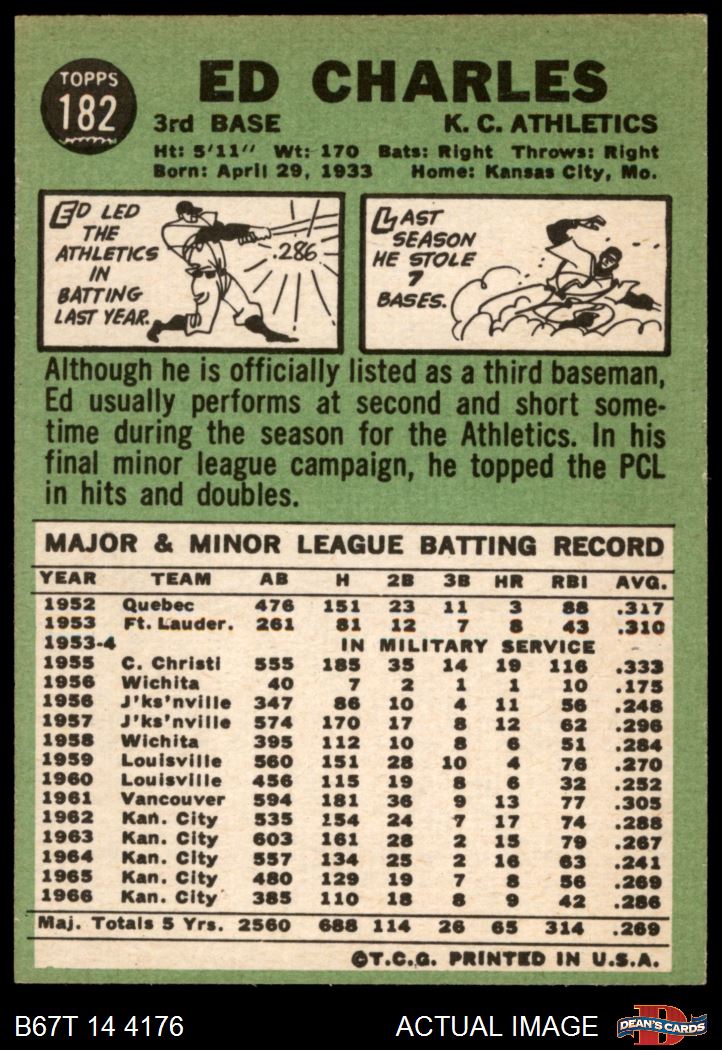 TOPPS
182
ED CHARLES
3rd BASE K. C. ATHLETICS
Ht: 5'11" Wt: 170 Bats: Right Throws: Right
Born: April 29, 1933 Home: Kansas City, Mo.
ED LED
THE
ATHLETICS
IN
BATTING
LAST YEAR.
.286
LAST
SEASON
HE STOLE
7
BASES.
Although he is officially listed as a third baseman,
Ed usually performs at second and short some-
time during the season for the Athletics. In his
final minor league campaign, he topped the PCL
in hits and doubles.
MAJOR & MINOR LEAGUE BATTING RECORD
YEAR TEAM AB H 2B 3B HR RBI AVG.
1952 Quebec 476 151 23 11 3 88 .317
1953 Ft. Lauder. 261 81 12 7 8 43 .310
1953-4 IN MILITARY SERVICE
1955 C. Christi 555 185 35 14 19 116 .333
1956 Wichita 40 7 2 1 1 10 .175
1956 J'ks'nville 347 86 10 4 11 56 .248
1957 J'ks'nville 574 170 17 8 12 62 .296
1958 Wichita 395 112 10 8 6 51 .284
1959 Louisville 560 151 28 10 4 76 .270
1960 Louisville 456 115 19 8 6 32 .252
1961 Vancouver 594 181 36 9 13 77 .305
1962 Kan. City 535 154 24 7 17 74 .288
1963 Kan. City 603 161 28 2 15 79 .267
1964 Kan. City 557 134 25 2 16 63 .241
1965 Kan. City 480 129 19 7 8 56 .269
1966 Kan. City 385 110 18 8 9 42 .286
Maj. Totals 5 Yrs. 2560 688 114 26 65 314 .269
©T.C.G. PRINTED IN U.S.A.
B67T 14 4176 ACTUAL IMAGE
D
DEAN'S CARDS